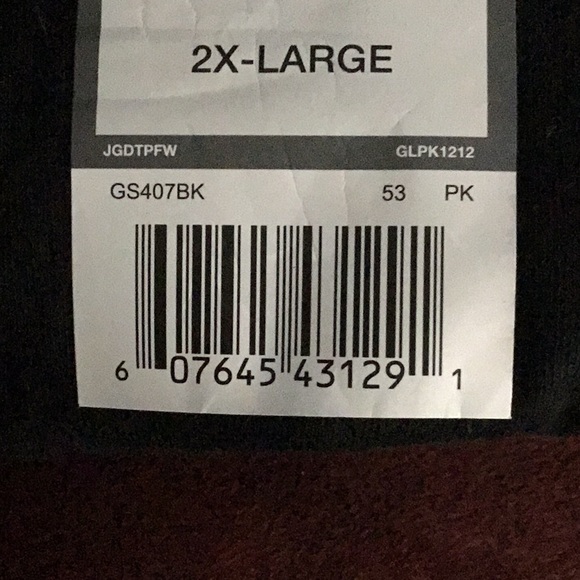 2X-LARGE
JGDTPFW GLPK1212
GS407BK 53 PK
6 07645 43129 1